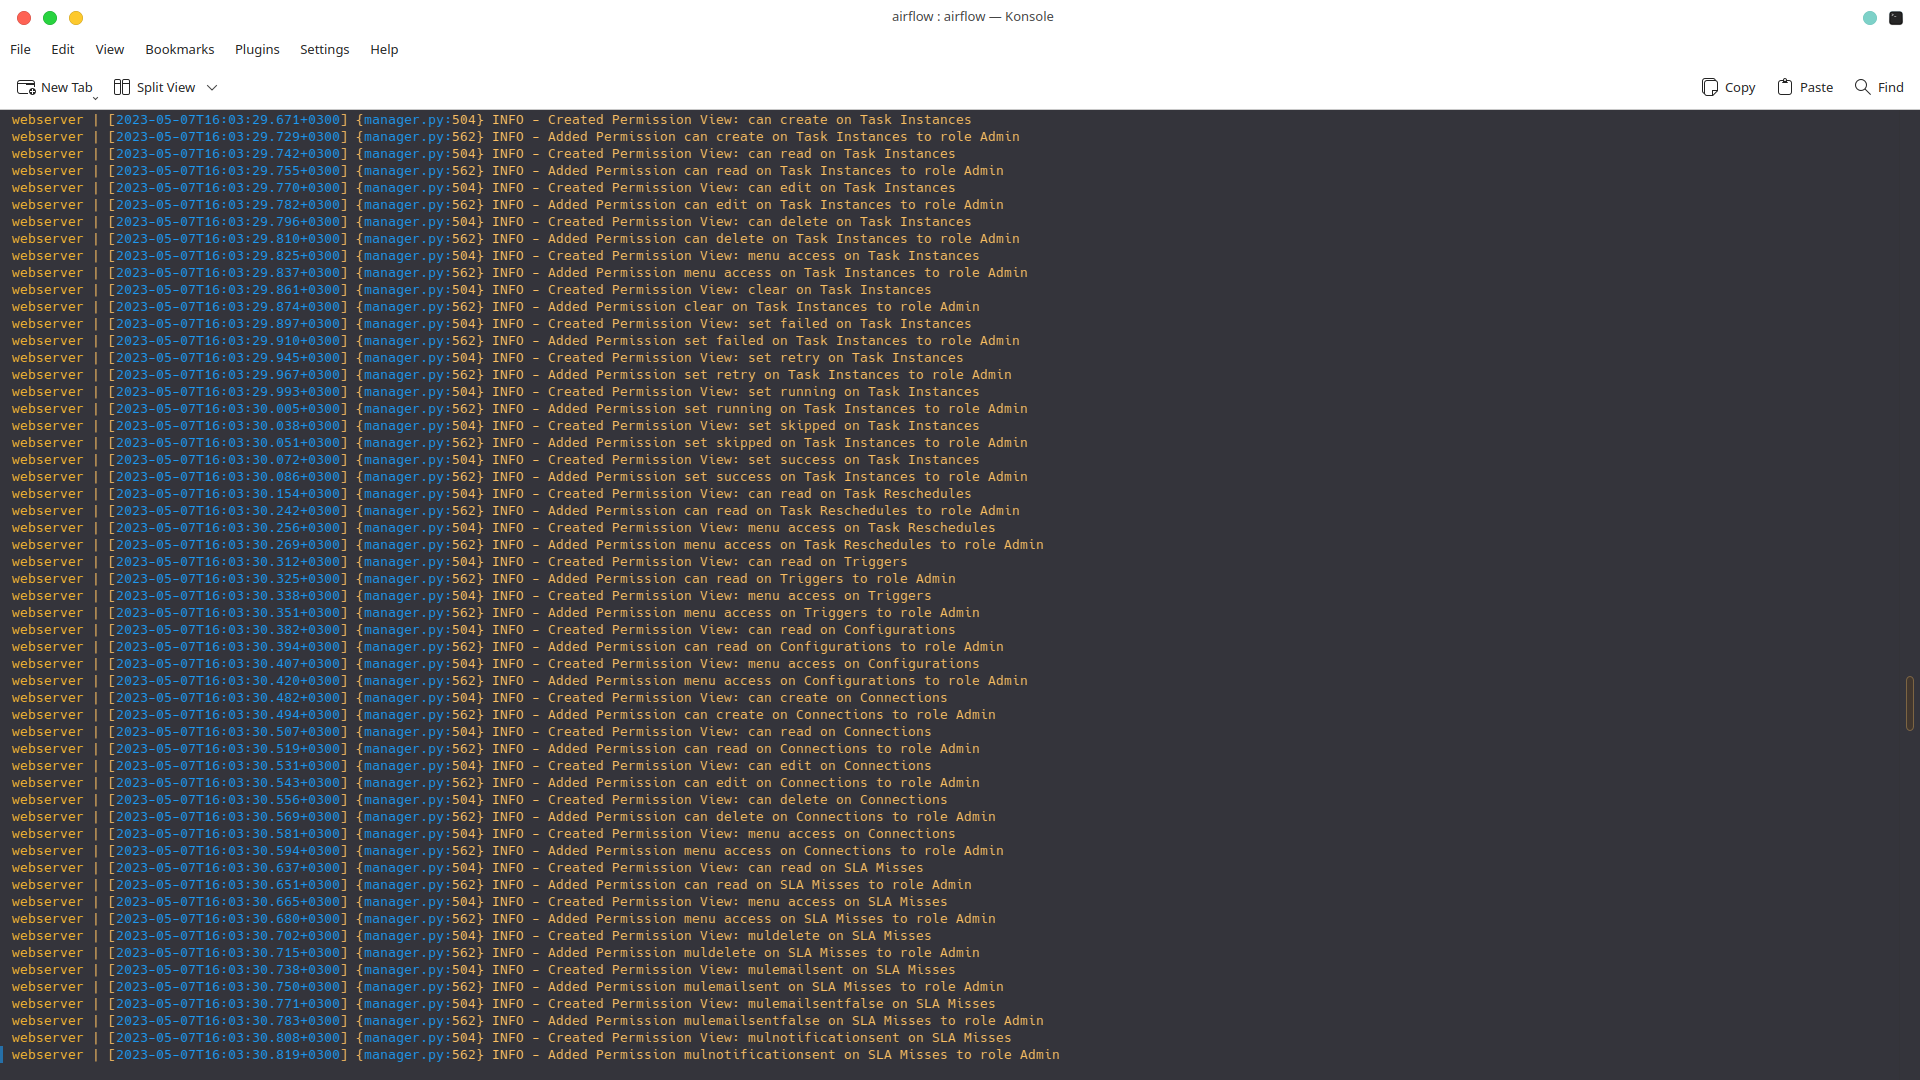 airflow : airflow — Konsole
File Edit View Bookmarks Plugins Settings Help
New Tab Split View Copy Paste Find
webserver | [2023-05-07T16:03:29.671+0300] {manager.py:504} INFO - Created Permission View: can create on Task Instances
webserver | [2023-05-07T16:03:29.729+0300] {manager.py:562} INFO - Added Permission can create on Task Instances to role Admin
webserver | [2023-05-07T16:03:29.742+0300] {manager.py:504} INFO - Created Permission View: can read on Task Instances
webserver | [2023-05-07T16:03:29.755+0300] {manager.py:562} INFO - Added Permission can read on Task Instances to role Admin
webserver | [2023-05-07T16:03:29.770+0300] {manager.py:504} INFO - Created Permission View: can edit on Task Instances
webserver | [2023-05-07T16:03:29.782+0300] {manager.py:562} INFO - Added Permission can edit on Task Instances to role Admin
webserver | [2023-05-07T16:03:29.796+0300] {manager.py:504} INFO - Created Permission View: can delete on Task Instances
webserver | [2023-05-07T16:03:29.810+0300] {manager.py:562} INFO - Added Permission can delete on Task Instances to role Admin
webserver | [2023-05-07T16:03:29.825+0300] {manager.py:504} INFO - Created Permission View: menu access on Task Instances
webserver | [2023-05-07T16:03:29.837+0300] {manager.py:562} INFO - Added Permission menu access on Task Instances to role Admin
webserver | [2023-05-07T16:03:29.861+0300] {manager.py:504} INFO - Created Permission View: clear on Task Instances
webserver | [2023-05-07T16:03:29.874+0300] {manager.py:562} INFO - Added Permission clear on Task Instances to role Admin
webserver | [2023-05-07T16:03:29.897+0300] {manager.py:504} INFO - Created Permission View: set failed on Task Instances
webserver | [2023-05-07T16:03:29.910+0300] {manager.py:562} INFO - Added Permission set failed on Task Instances to role Admin
webserver | [2023-05-07T16:03:29.945+0300] {manager.py:504} INFO - Created Permission View: set retry on Task Instances
webserver | [2023-05-07T16:03:29.967+0300] {manager.py:562} INFO - Added Permission set retry on Task Instances to role Admin
webserver | [2023-05-07T16:03:29.993+0300] {manager.py:504} INFO - Created Permission View: set running on Task Instances
webserver | [2023-05-07T16:03:30.005+0300] {manager.py:562} INFO - Added Permission set running on Task Instances to role Admin
webserver | [2023-05-07T16:03:30.038+0300] {manager.py:504} INFO - Created Permission View: set skipped on Task Instances
webserver | [2023-05-07T16:03:30.051+0300] {manager.py:562} INFO - Added Permission set skipped on Task Instances to role Admin
webserver | [2023-05-07T16:03:30.072+0300] {manager.py:504} INFO - Created Permission View: set success on Task Instances
webserver | [2023-05-07T16:03:30.086+0300] {manager.py:562} INFO - Added Permission set success on Task Instances to role Admin
webserver | [2023-05-07T16:03:30.154+0300] {manager.py:504} INFO - Created Permission View: can read on Task Reschedules
webserver | [2023-05-07T16:03:30.242+0300] {manager.py:562} INFO - Added Permission can read on Task Reschedules to role Admin
webserver | [2023-05-07T16:03:30.256+0300] {manager.py:504} INFO - Created Permission View: menu access on Task Reschedules
webserver | [2023-05-07T16:03:30.269+0300] {manager.py:562} INFO - Added Permission menu access on Task Reschedules to role Admin
webserver | [2023-05-07T16:03:30.312+0300] {manager.py:504} INFO - Created Permission View: can read on Triggers
webserver | [2023-05-07T16:03:30.325+0300] {manager.py:562} INFO - Added Permission can read on Triggers to role Admin
webserver | [2023-05-07T16:03:30.338+0300] {manager.py:504} INFO - Created Permission View: menu access on Triggers
webserver | [2023-05-07T16:03:30.351+0300] {manager.py:562} INFO - Added Permission menu access on Triggers to role Admin
webserver | [2023-05-07T16:03:30.382+0300] {manager.py:504} INFO - Created Permission View: can read on Configurations
webserver | [2023-05-07T16:03:30.394+0300] {manager.py:562} INFO - Added Permission can read on Configurations to role Admin
webserver | [2023-05-07T16:03:30.407+0300] {manager.py:504} INFO - Created Permission View: menu access on Configurations
webserver | [2023-05-07T16:03:30.420+0300] {manager.py:562} INFO - Added Permission menu access on Configurations to role Admin
webserver | [2023-05-07T16:03:30.482+0300] {manager.py:504} INFO - Created Permission View: can create on Connections
webserver | [2023-05-07T16:03:30.494+0300] {manager.py:562} INFO - Added Permission can create on Connections to role Admin
webserver | [2023-05-07T16:03:30.507+0300] {manager.py:504} INFO - Created Permission View: can read on Connections
webserver | [2023-05-07T16:03:30.519+0300] {manager.py:562} INFO - Added Permission can read on Connections to role Admin
webserver | [2023-05-07T16:03:30.531+0300] {manager.py:504} INFO - Created Permission View: can edit on Connections
webserver | [2023-05-07T16:03:30.543+0300] {manager.py:562} INFO - Added Permission can edit on Connections to role Admin
webserver | [2023-05-07T16:03:30.556+0300] {manager.py:504} INFO - Created Permission View: can delete on Connections
webserver | [2023-05-07T16:03:30.569+0300] {manager.py:562} INFO - Added Permission can delete on Connections to role Admin
webserver | [2023-05-07T16:03:30.581+0300] {manager.py:504} INFO - Created Permission View: menu access on Connections
webserver | [2023-05-07T16:03:30.594+0300] {manager.py:562} INFO - Added Permission menu access on Connections to role Admin
webserver | [2023-05-07T16:03:30.637+0300] {manager.py:504} INFO - Created Permission View: can read on SLA Misses
webserver | [2023-05-07T16:03:30.651+0300] {manager.py:562} INFO - Added Permission can read on SLA Misses to role Admin
webserver | [2023-05-07T16:03:30.665+0300] {manager.py:504} INFO - Created Permission View: menu access on SLA Misses
webserver | [2023-05-07T16:03:30.680+0300] {manager.py:562} INFO - Added Permission menu access on SLA Misses to role Admin
webserver | [2023-05-07T16:03:30.702+0300] {manager.py:504} INFO - Created Permission View: muldelete on SLA Misses
webserver | [2023-05-07T16:03:30.715+0300] {manager.py:562} INFO - Added Permission muldelete on SLA Misses to role Admin
webserver | [2023-05-07T16:03:30.738+0300] {manager.py:504} INFO - Created Permission View: mulemailsent on SLA Misses
webserver | [2023-05-07T16:03:30.750+0300] {manager.py:562} INFO - Added Permission mulemailsent on SLA Misses to role Admin
webserver | [2023-05-07T16:03:30.771+0300] {manager.py:504} INFO - Created Permission View: mulemailsentfalse on SLA Misses
webserver | [2023-05-07T16:03:30.783+0300] {manager.py:562} INFO - Added Permission mulemailsentfalse on SLA Misses to role Admin
webserver | [2023-05-07T16:03:30.808+0300] {manager.py:504} INFO - Created Permission View: mulnotificationsent on SLA Misses
webserver | [2023-05-07T16:03:30.819+0300] {manager.py:562} INFO - Added Permission mulnotificationsent on SLA Misses to role Admin